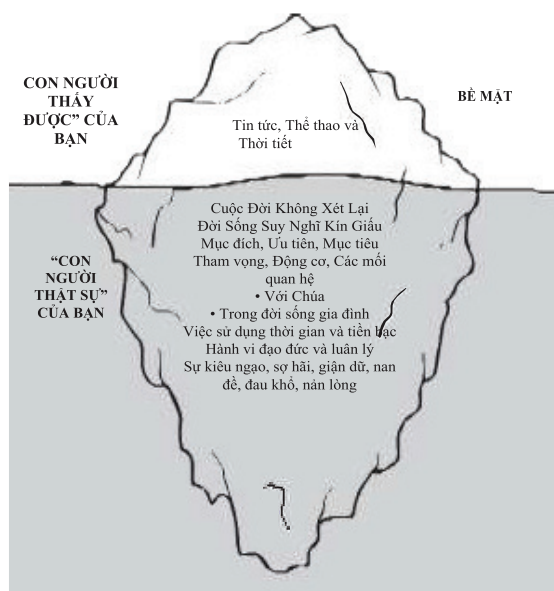 CON NGƯỜI
THẤY
ĐƯỢC” CỦA
BẠN
BỀ MẶT
Tin tức, Thể thao và
Thời tiết
Cuộc Đời Không Xét Lại
Đời Sống Suy Nghĩ Kín Giấu
Mục đích, Ưu tiên, Mục tiêu
Tham vọng, Động cơ, Các mối
quan hệ
• Với Chúa
• Trong đời sống gia đình
Việc sử dụng thời gian và tiền bạc
Hành vi đạo đức và luân lý
Sự kiêu ngạo, sợ hãi, giận dữ, nan
đề, đau khổ, nản lòng
“CON
NGƯỜI
THẬT SỰ”
CỦA BẠN